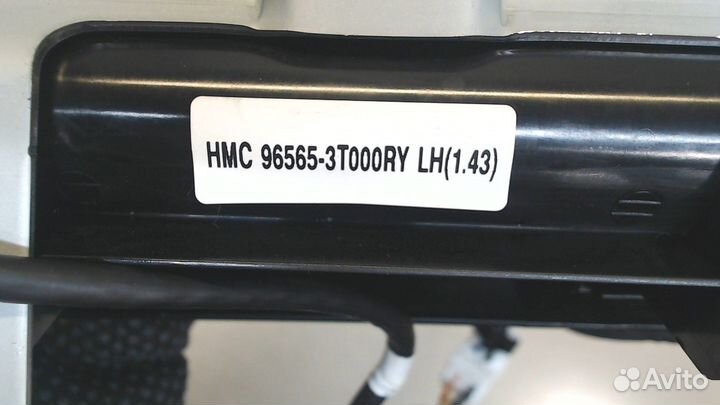 HMC 96565-3T000RY LH(1.43)
Avito